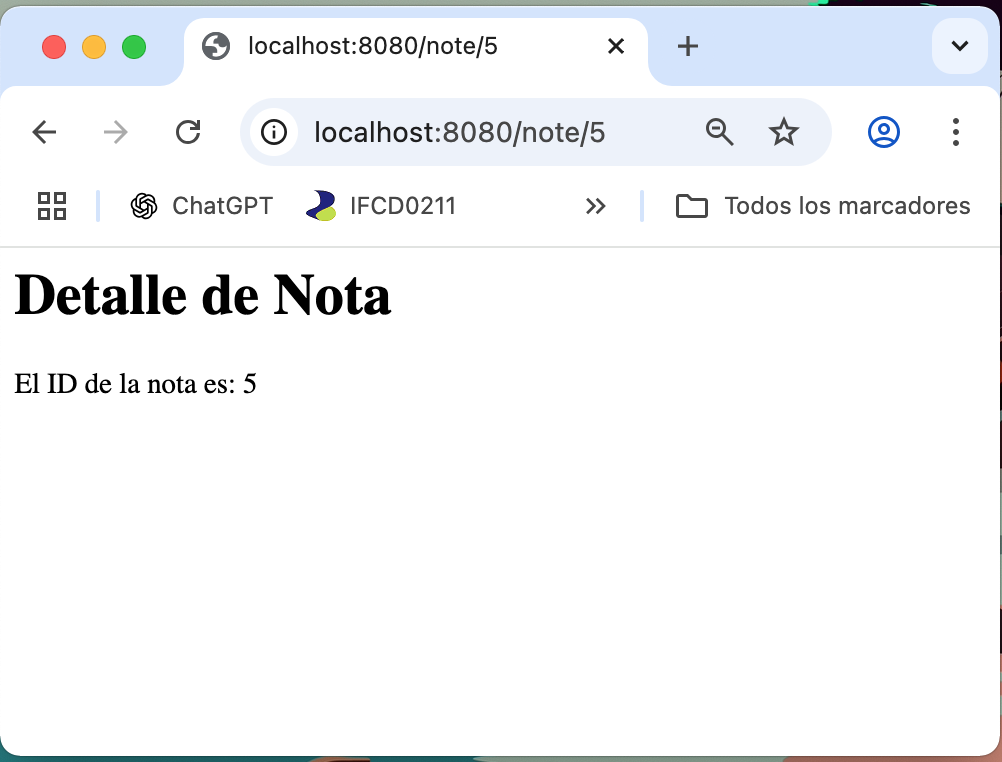 localhost:8080/note/5
localhost:8080/note/5
ChatGPT IFCD0211 Todos los marcadores
Detalle de Nota
El ID de la nota es: 5